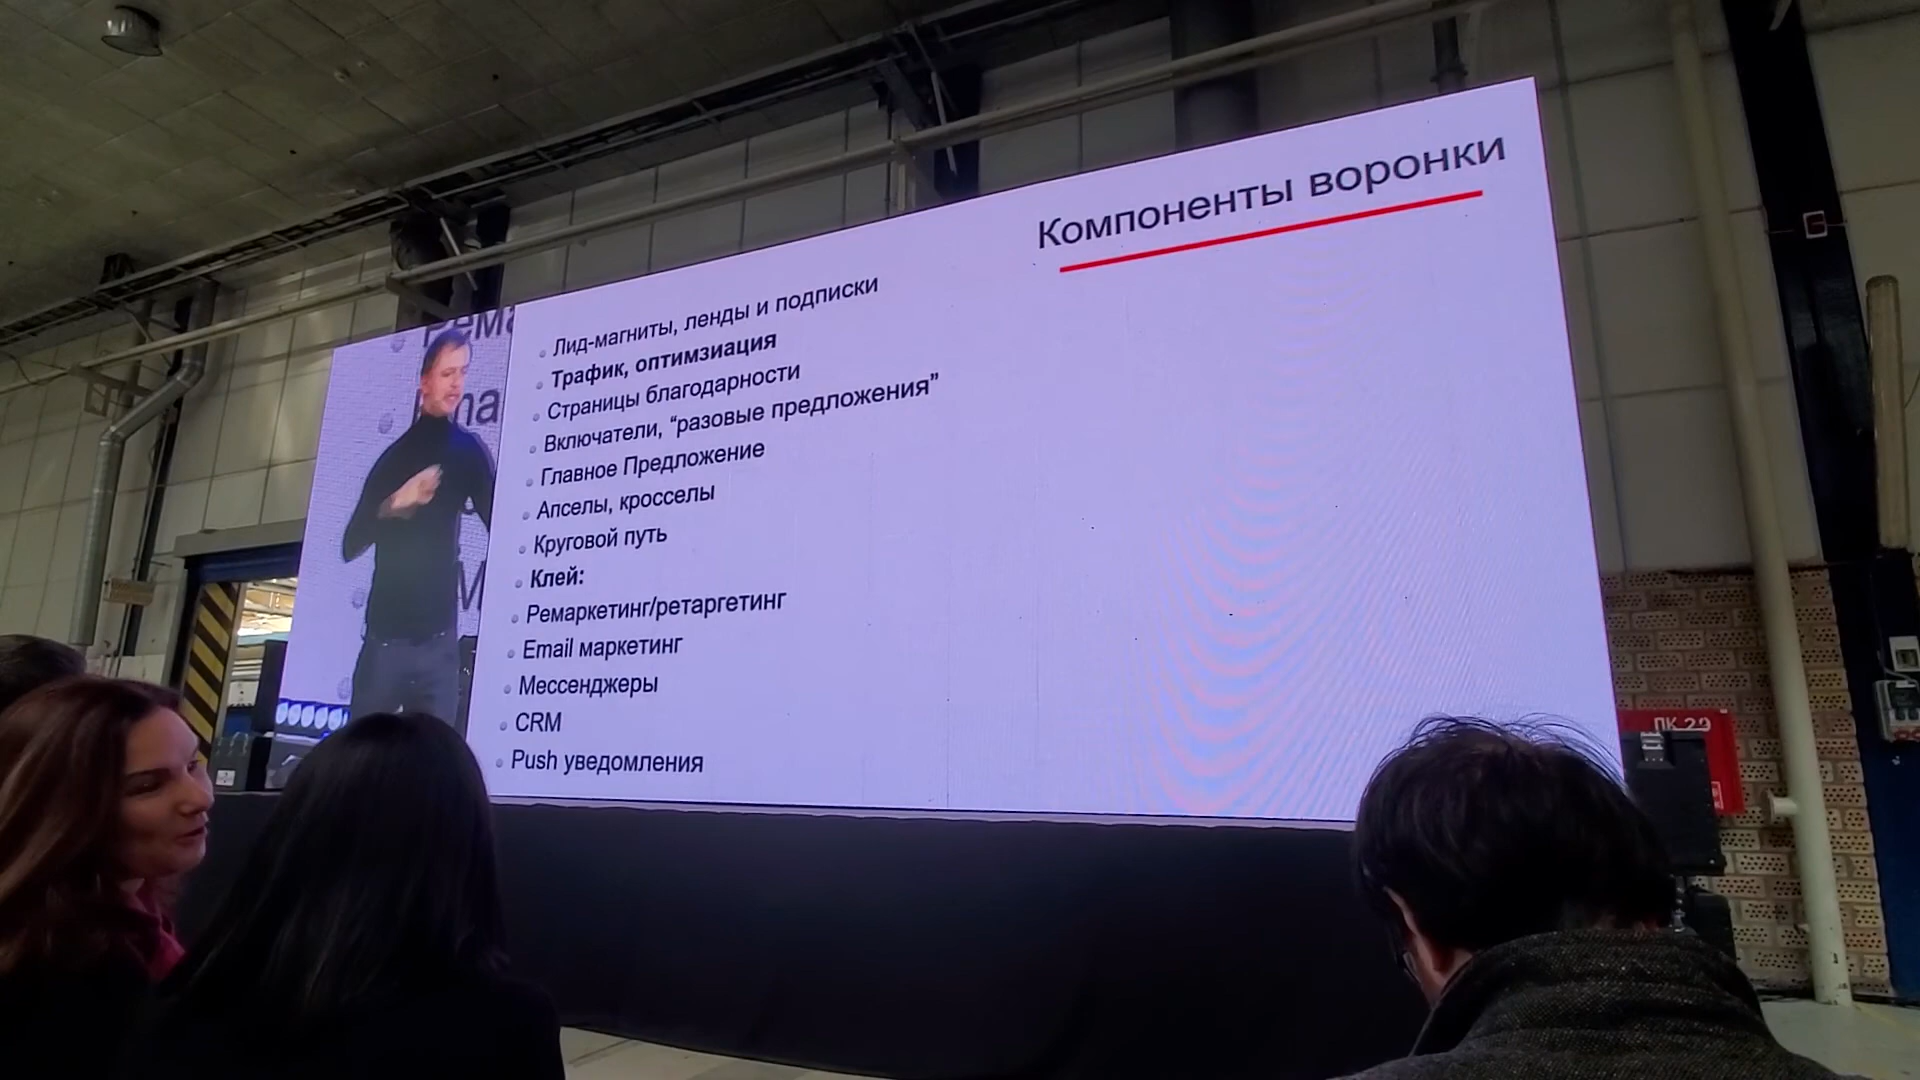 Компоненты воронки
Лид-магниты, ленды и подписки
Трафик, оптимзиация
Страницы благодарности
Включатели, “разовые предложения”
Главное Предложение
Апселы, кросселы
Круговой путь
Клей:
Ремаркетинг/ретаргетинг
Email маркетинг
Мессенджеры
CRM
Push уведомления